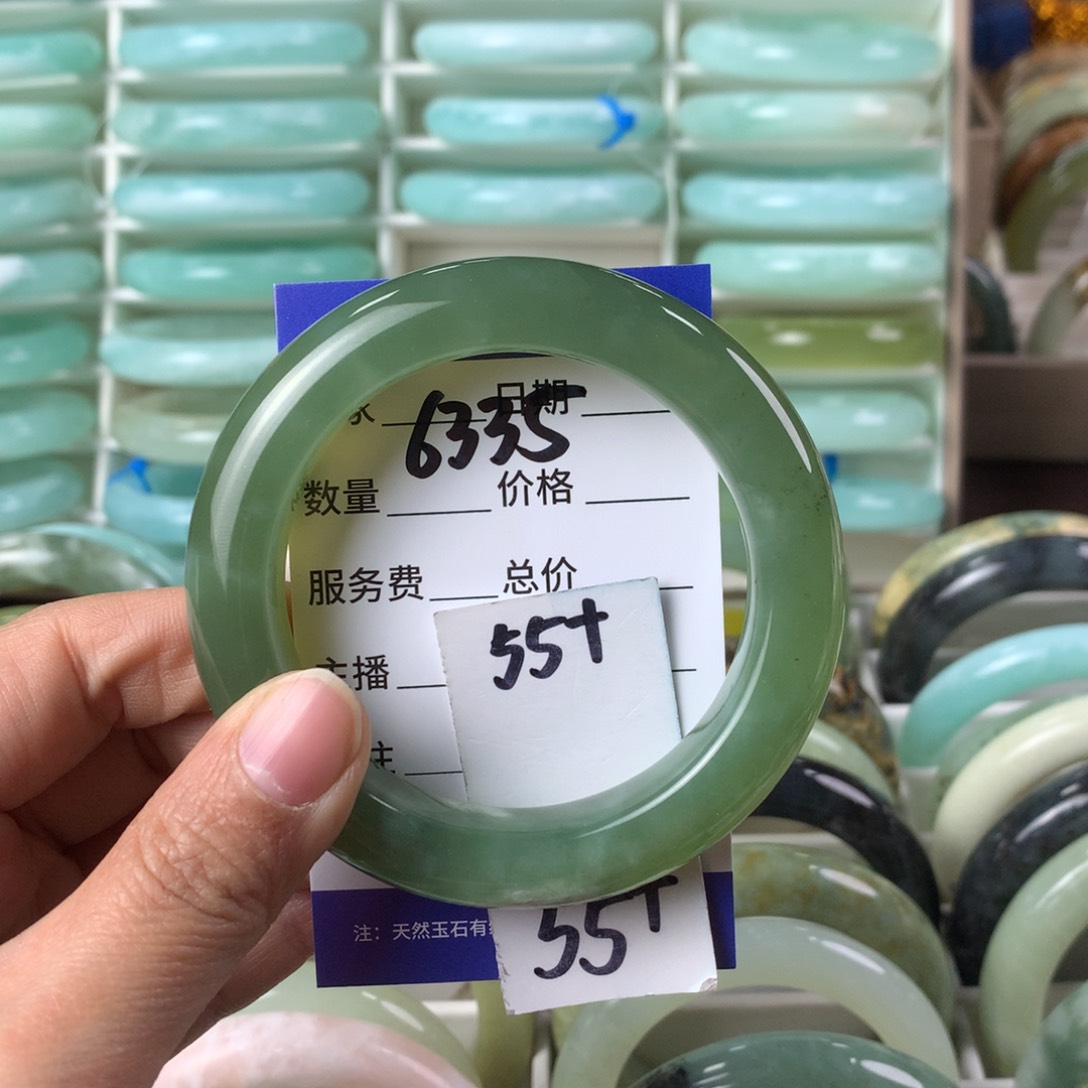 6335 日期
数量 价格
服务费 总价
55+
主播
主
注：天然玉石有
55+